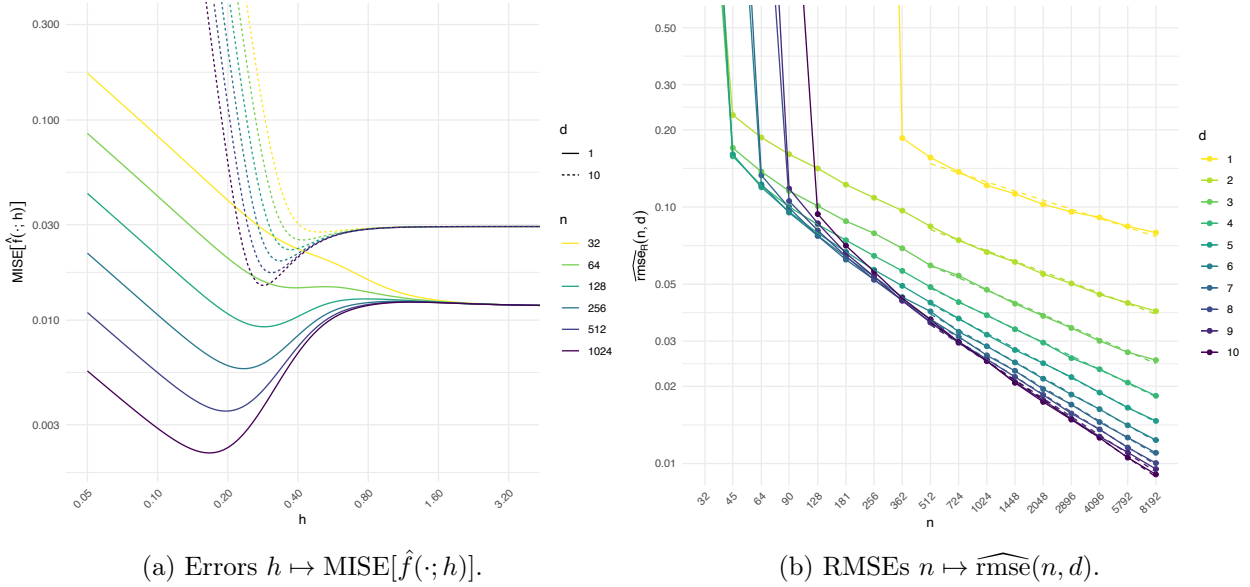 0.30
0.100
0.030
0.010
0.003
MISE[f̂(·; h)]
0.05 0.10 0.20 0.40 0.80 1.60 3.20
h
d
1
10
n
32
64
128
256
512
1024
0.50
0.20
0.10
0.05
0.03
0.02
0.01
rmse_R(n, d)
32 45 64 90 128 181 256 362 512 724 1024 1448 2048 2896 4096 5792 8192
n
d
1
2
3
4
5
6
7
8
9
10
(a) Errors h ↦ MISE[f̂(·; h)].
(b) RMSEs n ↦ r̂mse(n, d).